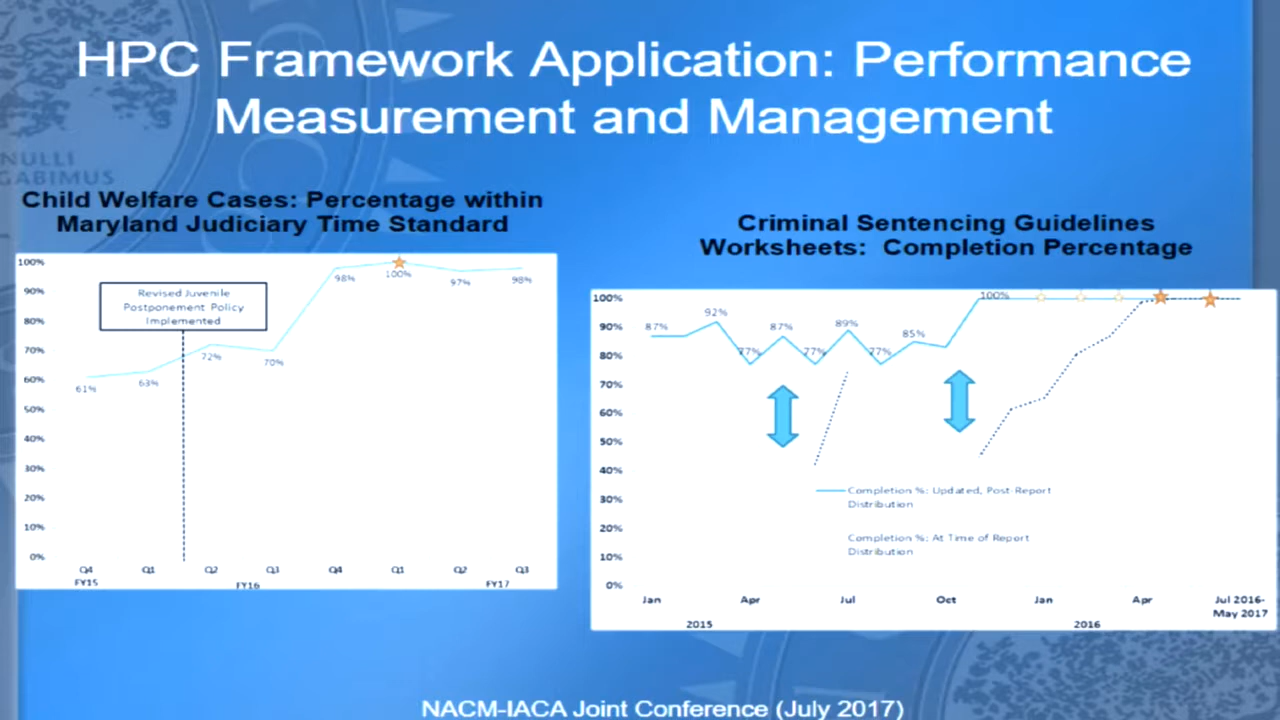 HPC Framework Application: Performance
Measurement and Management
NULLI
GABIMUS
Child Welfare Cases: Percentage within
Maryland Judiciary Time Standard
100%
90%
80%
70%
60%
50%
40%
30%
20%
10%
0%
Revised Juvenile
Postponement Policy
Implemented
61%
63%
72%
70%
98%
100%
97%
98%
Q4
Q1
Q2
Q3
Q4
Q1
Q2
Q3
FY15
FY16
FY17
Criminal Sentencing Guidelines
Worksheets: Completion Percentage
100%
90%
80%
70%
60%
50%
40%
30%
20%
10%
0%
87%
92%
77%
87%
77%
89%
77%
85%
100%
Completion %: Updated, Post-Report
Distribution
Completion %: At Time of Report
Distribution
Jan
Apr
Jul
Oct
Jan
Apr
Jul 2016-
May 2017
2015
2016
NACM-IACA Joint Conference (July 2017)